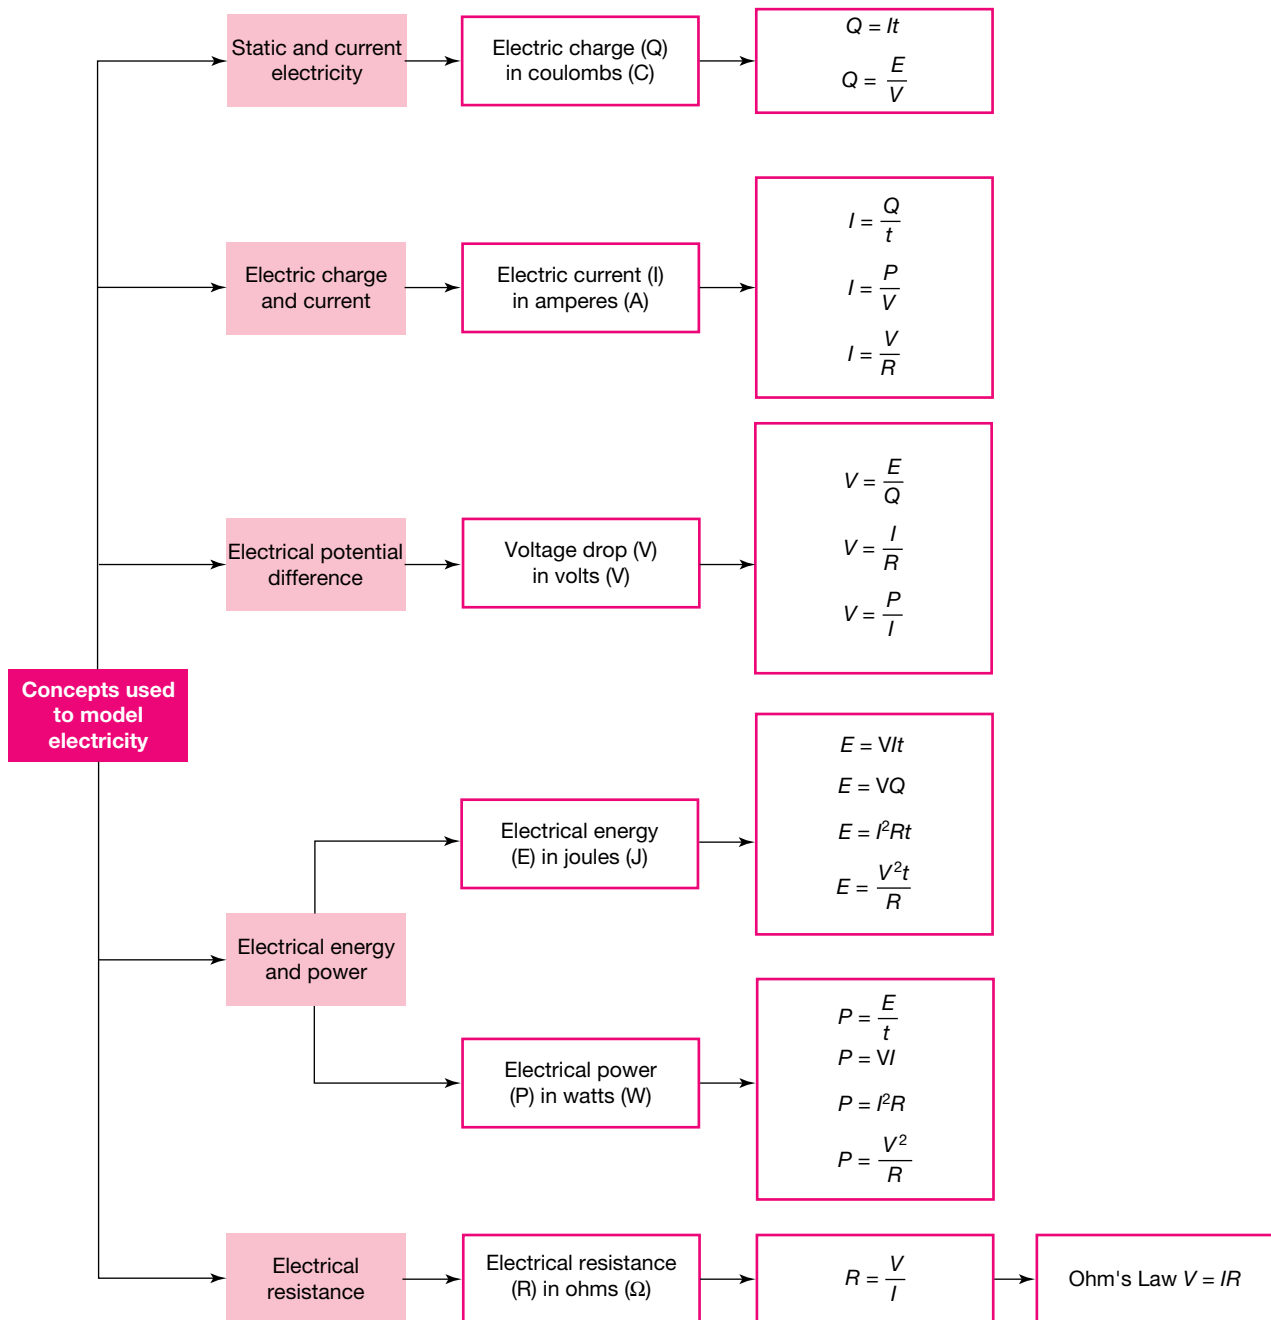 Static and current
electricity
Electric charge (Q)
in coulombs (C)
Q = It
Q = E/V
Electric charge
and current
Electric current (I)
in amperes (A)
I = Q/t
I = P/V
I = V/R
Electrical potential
difference
Voltage drop (V)
in volts (V)
V = E/Q
V = I/R
V = P/I
Concepts used
to model
electricity
Electrical energy
and power
Electrical energy
(E) in joules (J)
E = VIt
E = VQ
E = I²Rt
E = V²t/R
Electrical power
(P) in watts (W)
P = E/t
P = VI
P = I²R
P = V²/R
Electrical
resistance
Electrical resistance
(R) in ohms (Ω)
R = V/I
Ohm's Law V = IR